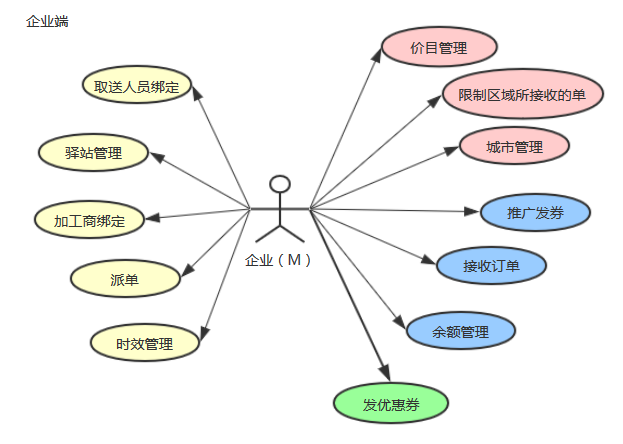 企业端
取送人员绑定
驿站管理
加工商绑定
派单
时效管理
企业（M）
价目管理
限制区域所接收的单
城市管理
推广发券
接收订单
余额管理
发优惠券